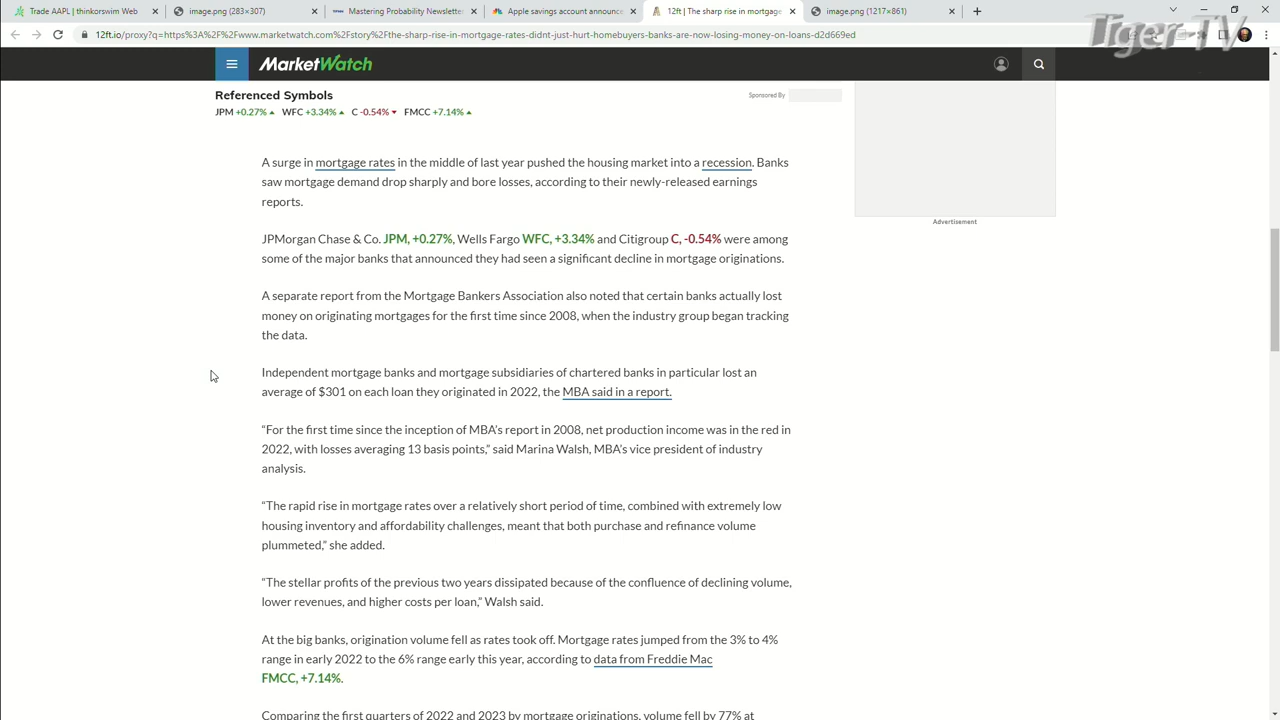 Trade AAPL | thinkorswim Web
image.png (283×307)
Mastering Probability Newsletter
Apple savings account announce
12ft | The sharp rise in mortgage
image.png (1217×861)
12ft.io/proxy?q=https%3A%2F%2Fwww.marketwatch.com%2Fstory%2Fthe-sharp-rise-in-mortgage-rates-didnt-just-hurt-homebuyers-banks-are-now-losing-money-on-loans-d2d669ed
Tiger TV
MarketWatch
Referenced Symbols
Sponsored By
JPM +0.27% WFC +3.34% C -0.54% FMCC +7.14%
A surge in mortgage rates in the middle of last year pushed the housing market into a recession. Banks
saw mortgage demand drop sharply and bore losses, according to their newly-released earnings
reports.
Advertisement
JPMorgan Chase & Co. JPM, +0.27%, Wells Fargo WFC, +3.34% and Citigroup C, -0.54% were among
some of the major banks that announced they had seen a significant decline in mortgage originations.
A separate report from the Mortgage Bankers Association also noted that certain banks actually lost
money on originating mortgages for the first time since 2008, when the industry group began tracking
the data.
Independent mortgage banks and mortgage subsidiaries of chartered banks in particular lost an
average of $301 on each loan they originated in 2022, the MBA said in a report.
“For the first time since the inception of MBA’s report in 2008, net production income was in the red in
2022, with losses averaging 13 basis points,” said Marina Walsh, MBA’s vice president of industry
analysis.
“The rapid rise in mortgage rates over a relatively short period of time, combined with extremely low
housing inventory and affordability challenges, meant that both purchase and refinance volume
plummeted,” she added.
“The stellar profits of the previous two years dissipated because of the confluence of declining volume,
lower revenues, and higher costs per loan,” Walsh said.
At the big banks, origination volume fell as rates took off. Mortgage rates jumped from the 3% to 4%
range in early 2022 to the 6% range early this year, according to data from Freddie Mac
FMCC, +7.14%.
Comparing the first quarters of 2022 and 2023 by mortgage originations, volume fell by 77% at